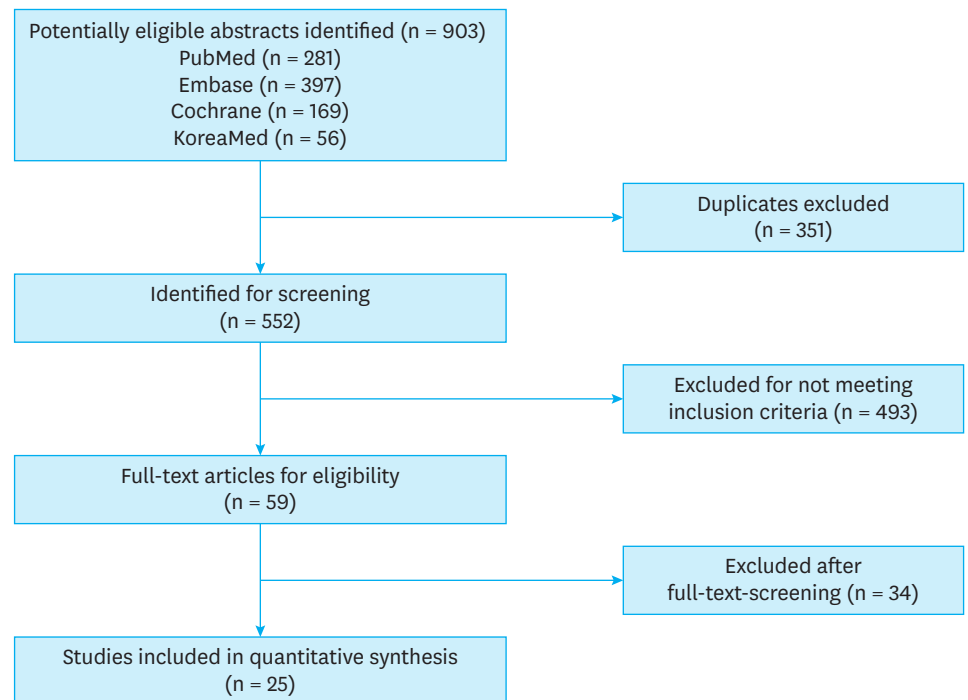 Potentially eligible abstracts identified (n = 903)
PubMed (n = 281)
Embase (n = 397)
Cochrane (n = 169)
KoreaMed (n = 56)
Duplicates excluded
(n = 351)
Identified for screening
(n = 552)
Excluded for not meeting
inclusion criteria (n = 493)
Full-text articles for eligibility
(n = 59)
Excluded after
full-text-screening (n = 34)
Studies included in quantitative synthesis
(n = 25)